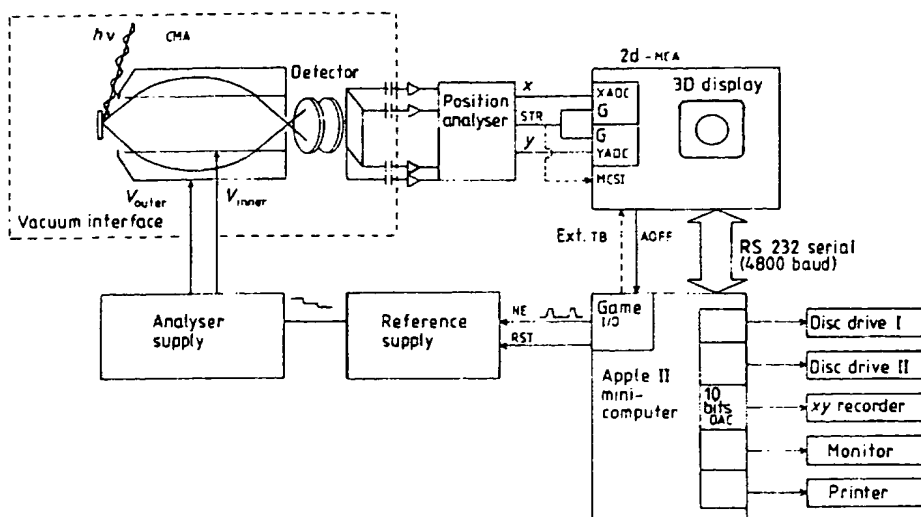 hν
CMA
Detector
V outer
V inner
Vacuum interface
Position
analyser
x
STR
y
2d-MCA
3D display
XADC
G
G
YADC
MCSI
Ext. TB
AOFF
RS 232 serial
(4800 baud)
Analyser
supply
Reference
supply
NE
RST
Game
I/O
Apple II
mini-
computer
10
bits
DAC
Disc drive I
Disc drive II
xy recorder
Monitor
Printer